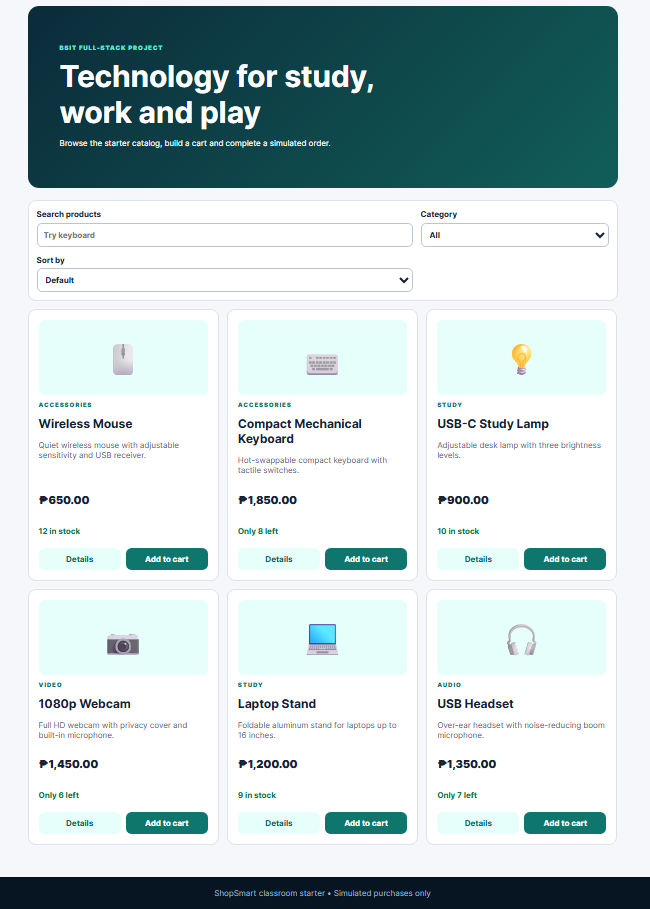 BSIT FULL-STACK PROJECT
Technology for study,
work and play
Browse the starter catalog, build a cart and complete a simulated order.
Search products
Category
Try keyboard
All
Sort by
Default
ACCESSORIES
Wireless Mouse
Quiet wireless mouse with adjustable
sensitivity and USB receiver.
₱650.00
12 in stock
Details
Add to cart
ACCESSORIES
Compact Mechanical
Keyboard
Hot-swappable compact keyboard with
tactile switches.
₱1,850.00
Only 8 left
Details
Add to cart
STUDY
USB-C Study Lamp
Adjustable desk lamp with three brightness
levels.
₱900.00
10 in stock
Details
Add to cart
VIDEO
1080p Webcam
Full HD webcam with privacy cover and
built-in microphone.
₱1,450.00
Only 6 left
Details
Add to cart
STUDY
Laptop Stand
Foldable aluminum stand for laptops up to
16 inches.
₱1,200.00
9 in stock
Details
Add to cart
AUDIO
USB Headset
Over-ear headset with noise-reducing boom
microphone.
₱1,350.00
Only 7 left
Details
Add to cart
ShopSmart classroom starter • Simulated purchases only